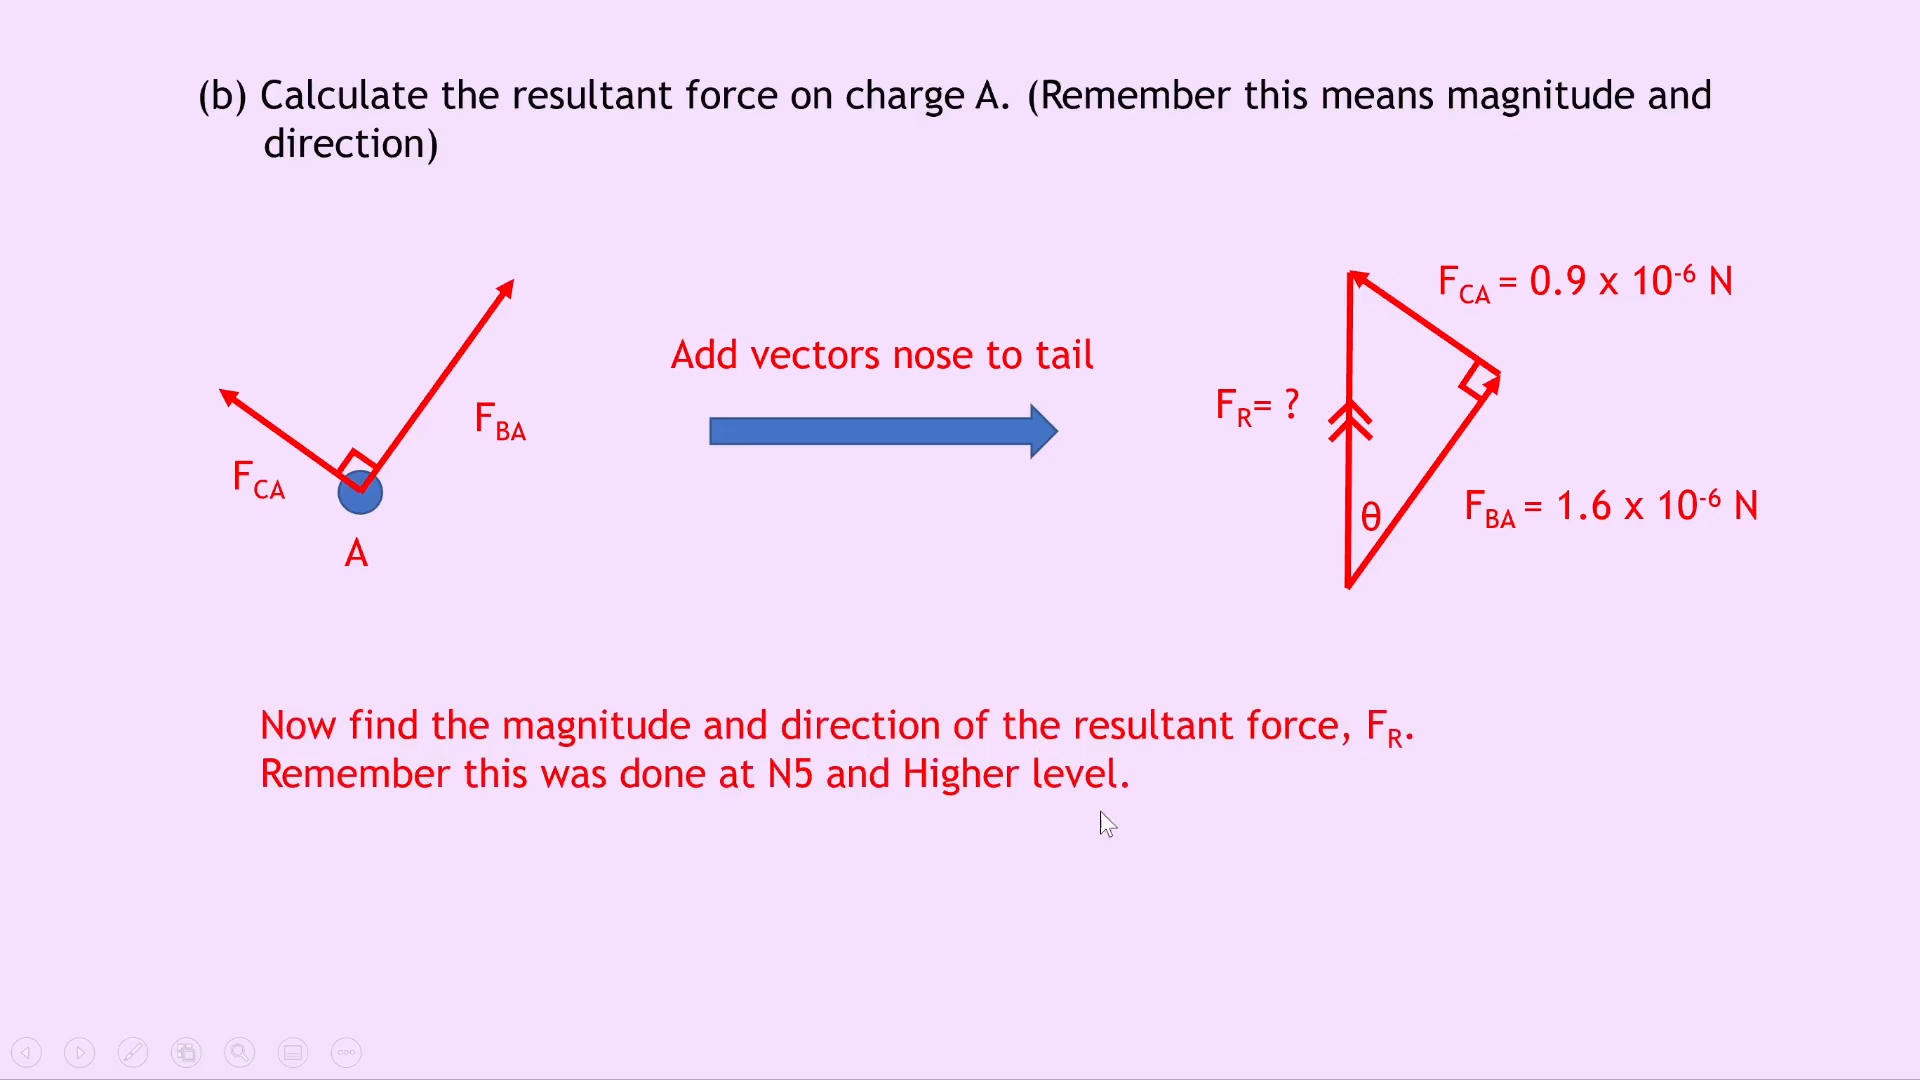 (b) Calculate the resultant force on charge A. (Remember this means magnitude and
direction)
F_CA = 0.9 x 10^-6 N
Add vectors nose to tail
F_R= ?
F_BA
F_CA
θ
F_BA = 1.6 x 10^-6 N
A
Now find the magnitude and direction of the resultant force, F_R.
Remember this was done at N5 and Higher level.